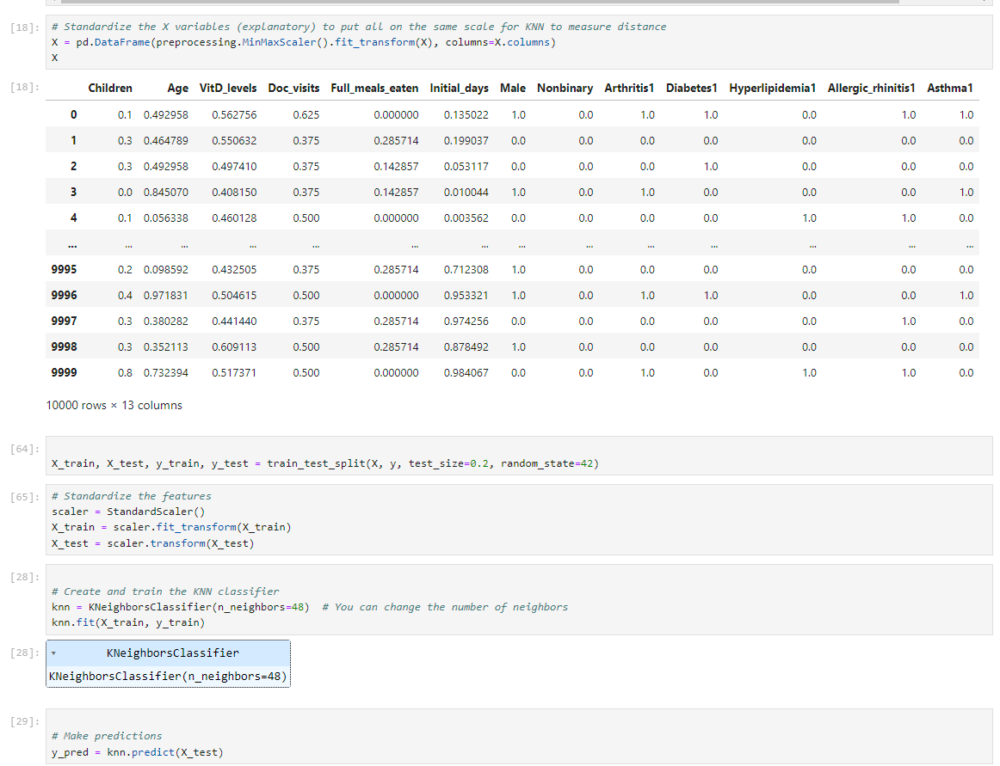 [18]:
# Standardize the X variables (explanatory) to put all on the same scale for KNN to measure distance
X = pd.DataFrame(preprocessing.MinMaxScaler().fit_transform(X), columns=X.columns)
X
[18]:
Children Age VitD_levels Doc_visits Full_meals_eaten Initial_days Male Nonbinary Arthritis1 Diabetes1 Hyperlipidemia1 Allergic_rhinitis1 Asthma1
0 0.1 0.492958 0.562756 0.625 0.000000 0.135022 1.0 0.0 1.0 1.0 0.0 1.0 1.0
1 0.3 0.464789 0.550632 0.375 0.285714 0.199037 0.0 0.0 0.0 0.0 0.0 0.0 0.0
2 0.3 0.492958 0.497410 0.375 0.142857 0.053117 0.0 0.0 0.0 1.0 0.0 0.0 0.0
3 0.0 0.845070 0.408150 0.375 0.142857 0.010044 1.0 0.0 1.0 0.0 0.0 0.0 1.0
4 0.1 0.056338 0.460128 0.500 0.000000 0.003562 0.0 0.0 0.0 0.0 1.0 1.0 0.0
... ... ... ... ... ... ... ... ... ... ... ... ... ...
9995 0.2 0.098592 0.432505 0.375 0.285714 0.712308 1.0 0.0 0.0 0.0 0.0 0.0 0.0
9996 0.4 0.971831 0.504615 0.500 0.000000 0.953321 1.0 0.0 1.0 1.0 0.0 0.0 1.0
9997 0.3 0.380282 0.441440 0.375 0.285714 0.974256 0.0 0.0 0.0 0.0 0.0 1.0 0.0
9998 0.3 0.352113 0.609113 0.500 0.285714 0.878492 1.0 0.0 0.0 0.0 0.0 0.0 0.0
9999 0.8 0.732394 0.517371 0.500 0.000000 0.984067 0.0 0.0 1.0 0.0 1.0 1.0 0.0
10000 rows × 13 columns
[64]:
X_train, X_test, y_train, y_test = train_test_split(X, y, test_size=0.2, random_state=42)
[65]:
# Standardize the features
scaler = StandardScaler()
X_train = scaler.fit_transform(X_train)
X_test = scaler.transform(X_test)
[28]:
# Create and train the KNN classifier
knn = KNeighborsClassifier(n_neighbors=48)  # You can change the number of neighbors
knn.fit(X_train, y_train)
[28]:
KNeighborsClassifier
KNeighborsClassifier(n_neighbors=48)
[29]:
# Make predictions
y_pred = knn.predict(X_test)